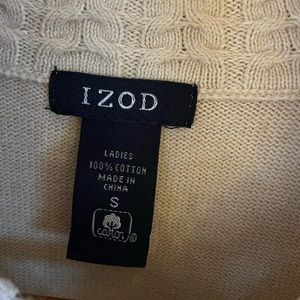 IZOD
LADIES
100% COTTON
MADE IN
CHINA
S
cotton
®